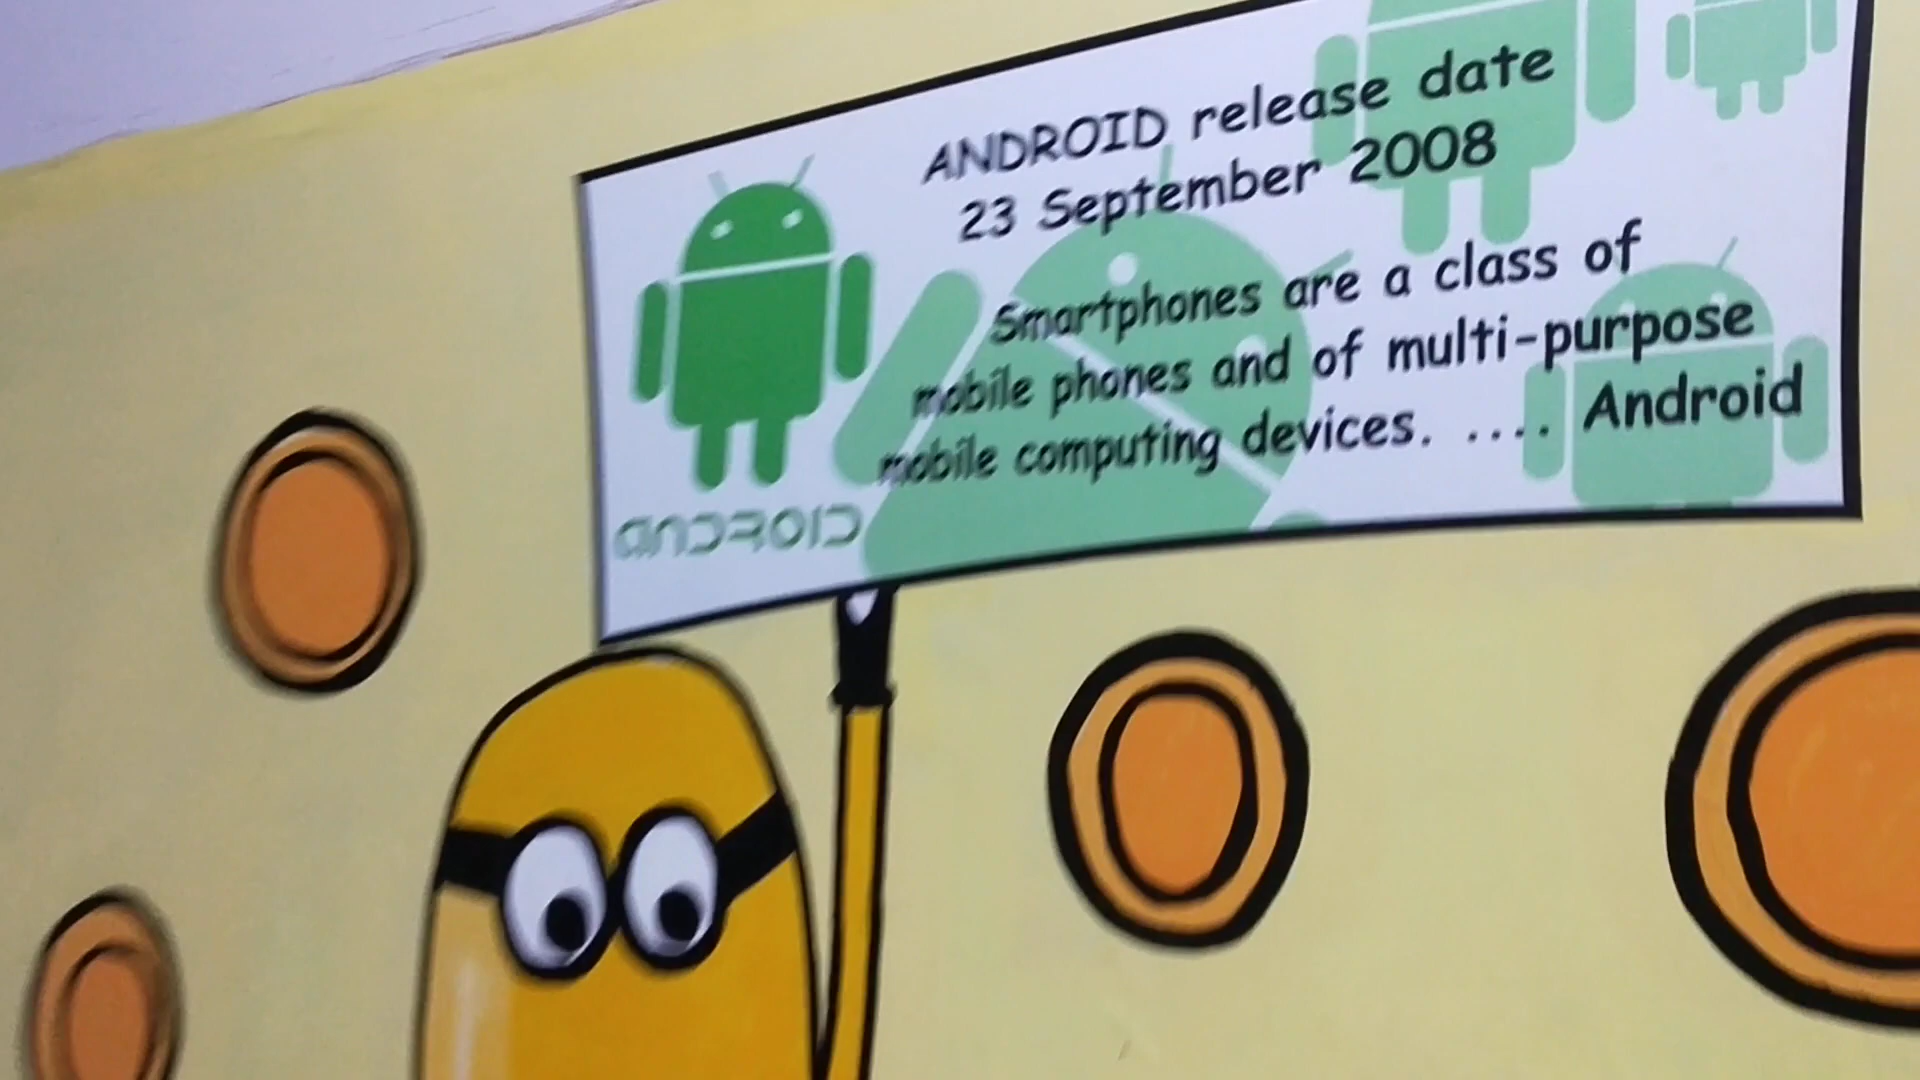 ANDROID release date
23 September 2008
Smartphones are a class of
mobile phones and of multi-purpose
mobile computing devices. .... Android
ANDROID